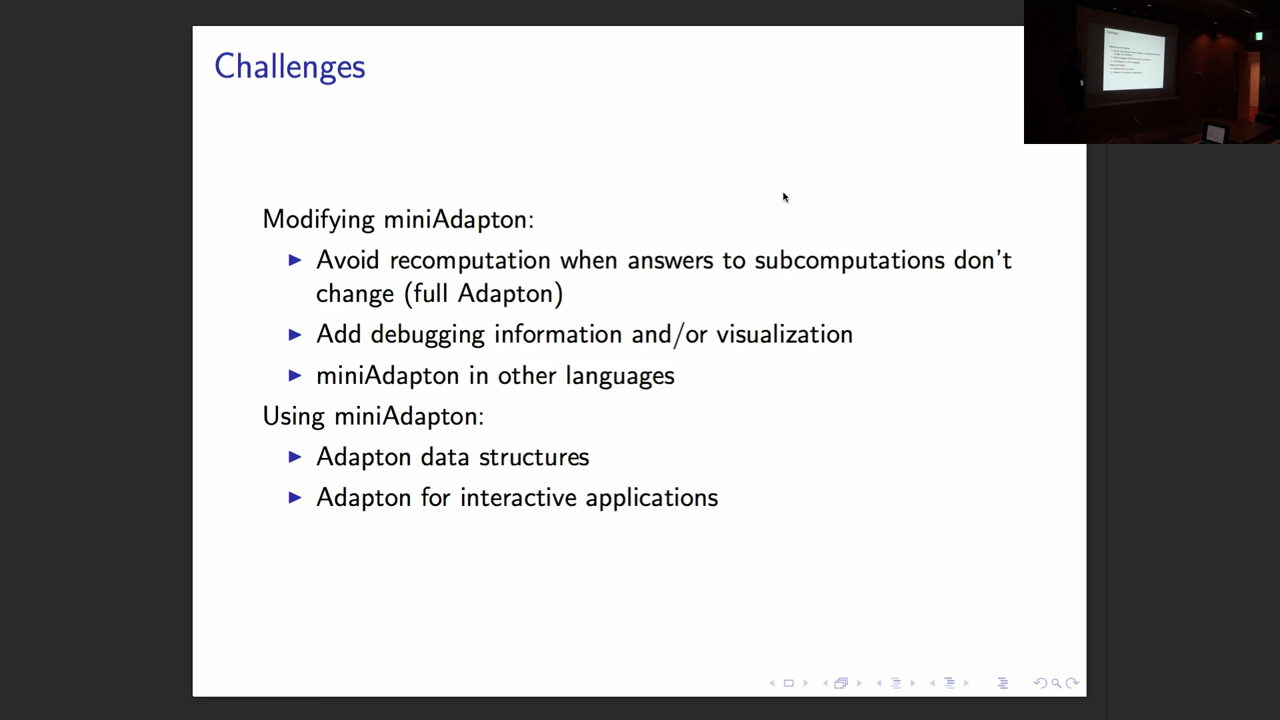 Challenges
Modifying miniAdapton:
Avoid recomputation when answers to subcomputations don't
change (full Adapton)
Add debugging information and/or visualization
miniAdapton in other languages
Using miniAdapton:
Adapton data structures
Adapton for interactive applications